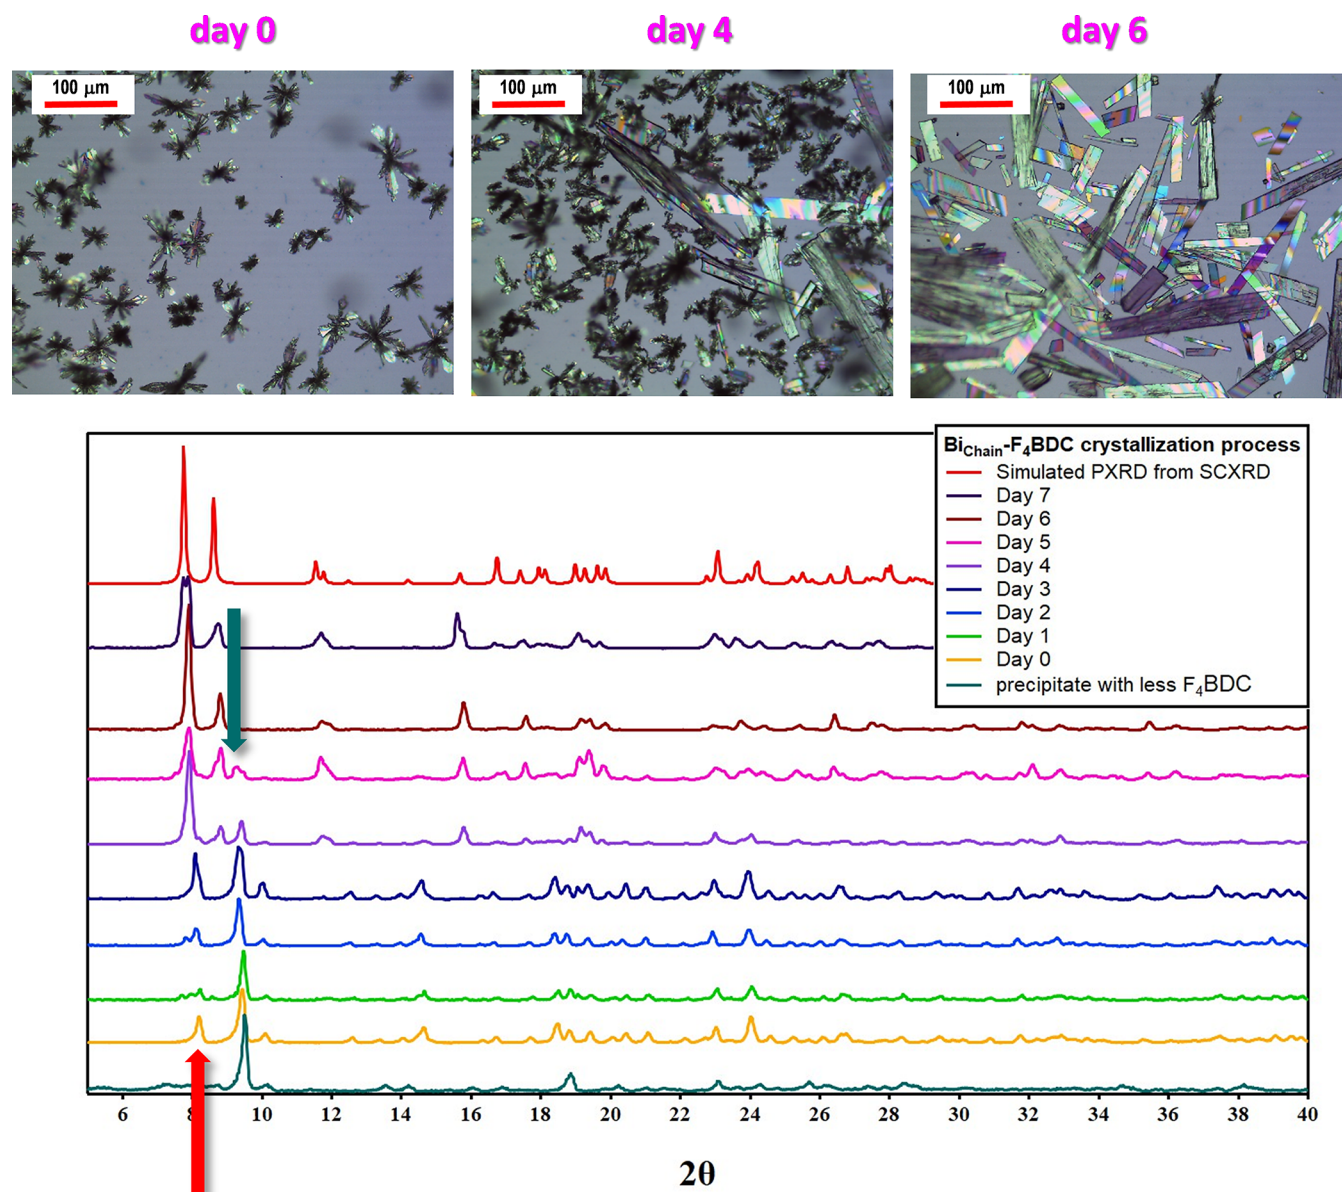 day 0
day 4
day 6
100 μm
100 μm
100 μm
BiChain-F4BDC crystallization process
Simulated PXRD from SCXRD
Day 7
Day 6
Day 5
Day 4
Day 3
Day 2
Day 1
Day 0
precipitate with less F4BDC
6 8 10 12 14 16 18 20 22 24 26 28 30 32 34 36 38 40
2θ